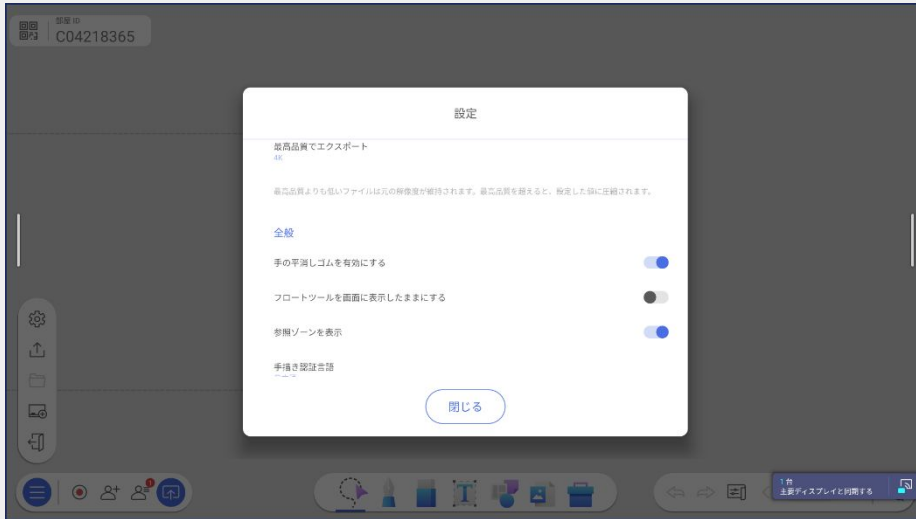 部屋 ID
C04218365
設定
最高品質でエクスポート
4K
最高品質よりも低いファイルは元の解像度が維持されます。最高品質を超えると、設定した値に圧縮されます。
全般
手の平消しゴムを有効にする
フロートツールを画面に表示したままにする
参照ゾーンを表示
手描き認証言語
閉じる
1
T
1 台
主要ディスプレイと同期する